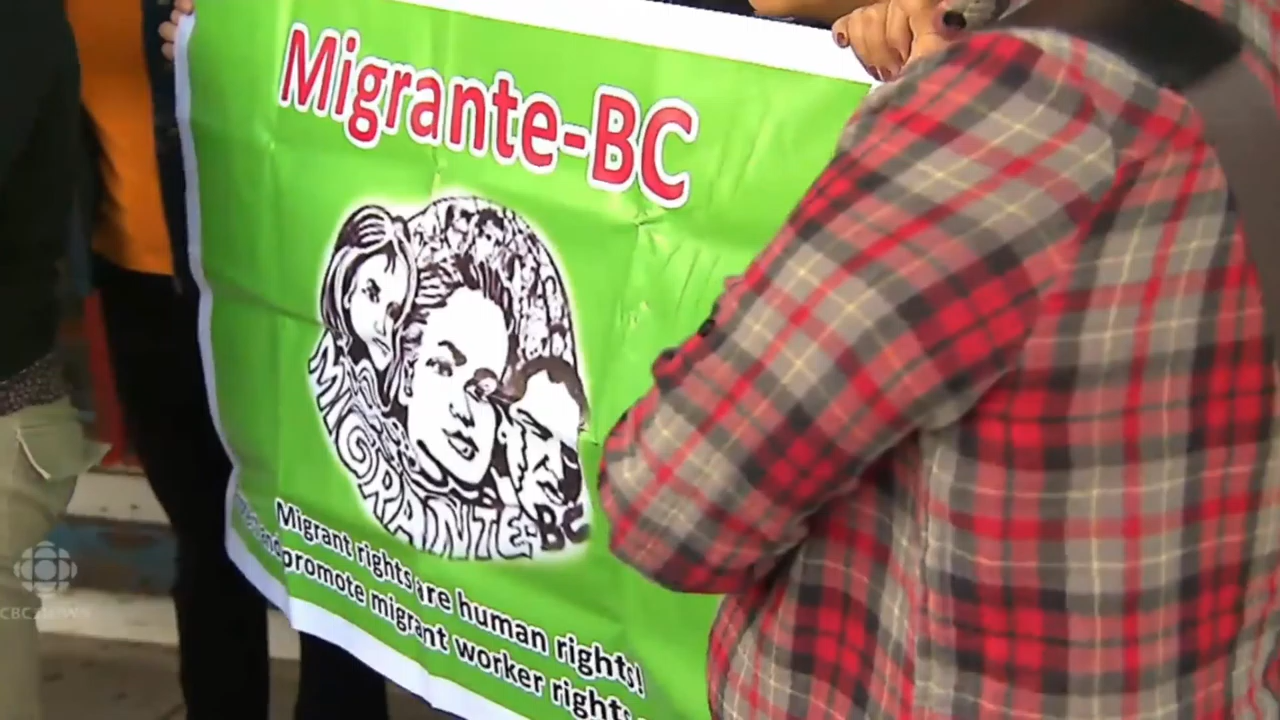 Migrante-BC
MIGRANTE-BC
Migrant rights are human rights!
promote migrant worker rights
CBC NEWS